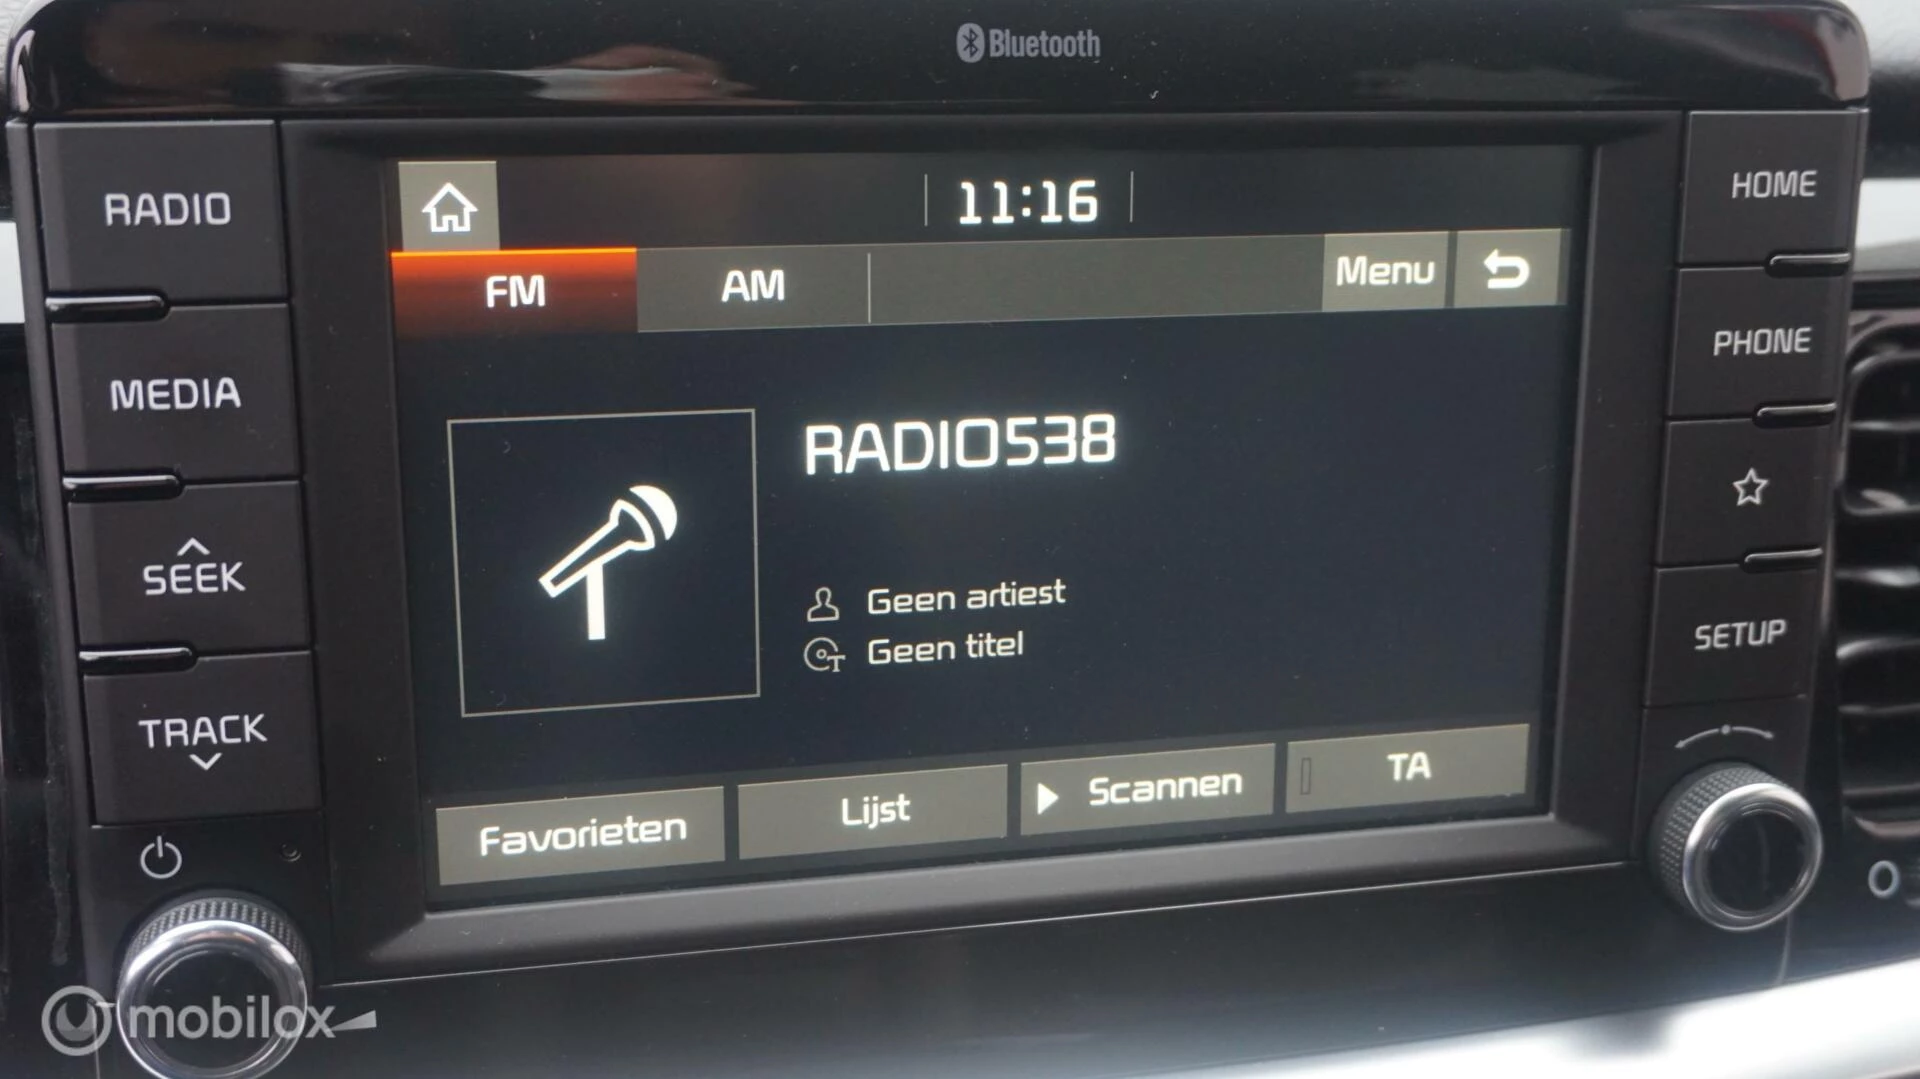 Bluetooth
RADIO
MEDIA
SEEK
TRACK
11:16
FM
AM
Menu
RADIO538
Geen artiest
Geen titel
Favorieten
Lijst
Scannen
TA
HOME
PHONE
SETUP
mobilox